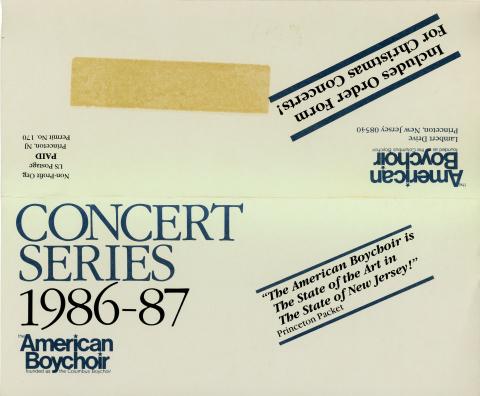 Includes Order Form
For Christmas Concerts!
the American
Boychoir
founded as the Columbus Boychoir
Lambert Drive
Princeton, New Jersey 08540
Non-Profit Org
US Postage
PAID
Princeton, NJ
Permit No. 170
CONCERT
SERIES
1986-87
the American
Boychoir
founded as the Columbus Boychoir
“The American Boychoir is
The State of the Art in
The State of New Jersey!”
Princeton Packet